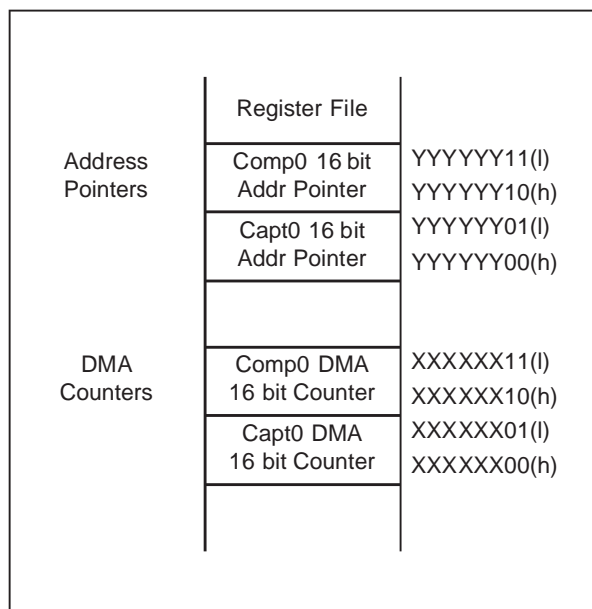 Register File
Address
Pointers
Comp0 16 bit
Addr Pointer
YYYYYY11(l)
YYYYYY10(h)
Capt0 16 bit
Addr Pointer
YYYYYY01(l)
YYYYYY00(h)
DMA
Counters
Comp0 DMA
16 bit Counter
XXXXXX11(l)
XXXXXX10(h)
Capt0 DMA
16 bit Counter
XXXXXX01(l)
XXXXXX00(h)